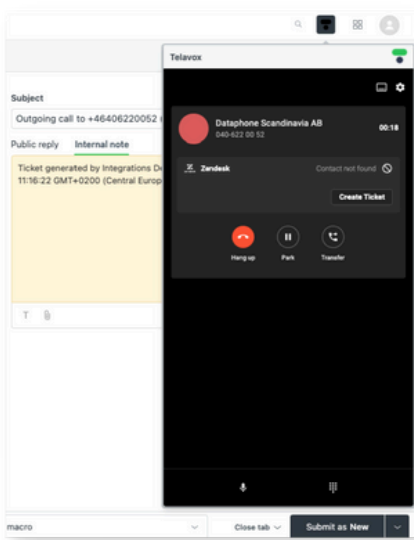 Telavox
Subject
Outgoing call to +46406220052
Dataphone Scandinavia AB
040-622 00 52
00:18
Public reply
Internal note
Ticket generated by Integrations
11:16:22 GMT+0200 (Central Europ
Zendesk
Contact not found
Create Ticket
Hang up
Park
Transfer
T
macro
Close tab
Submit as New